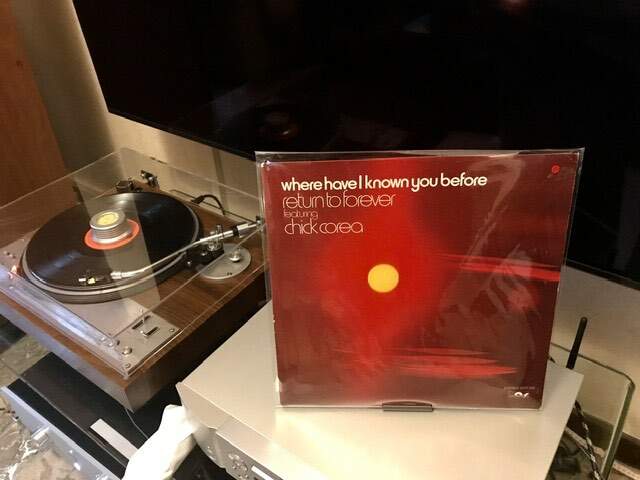 where have I known you before
return to forever
featuring
chick corea